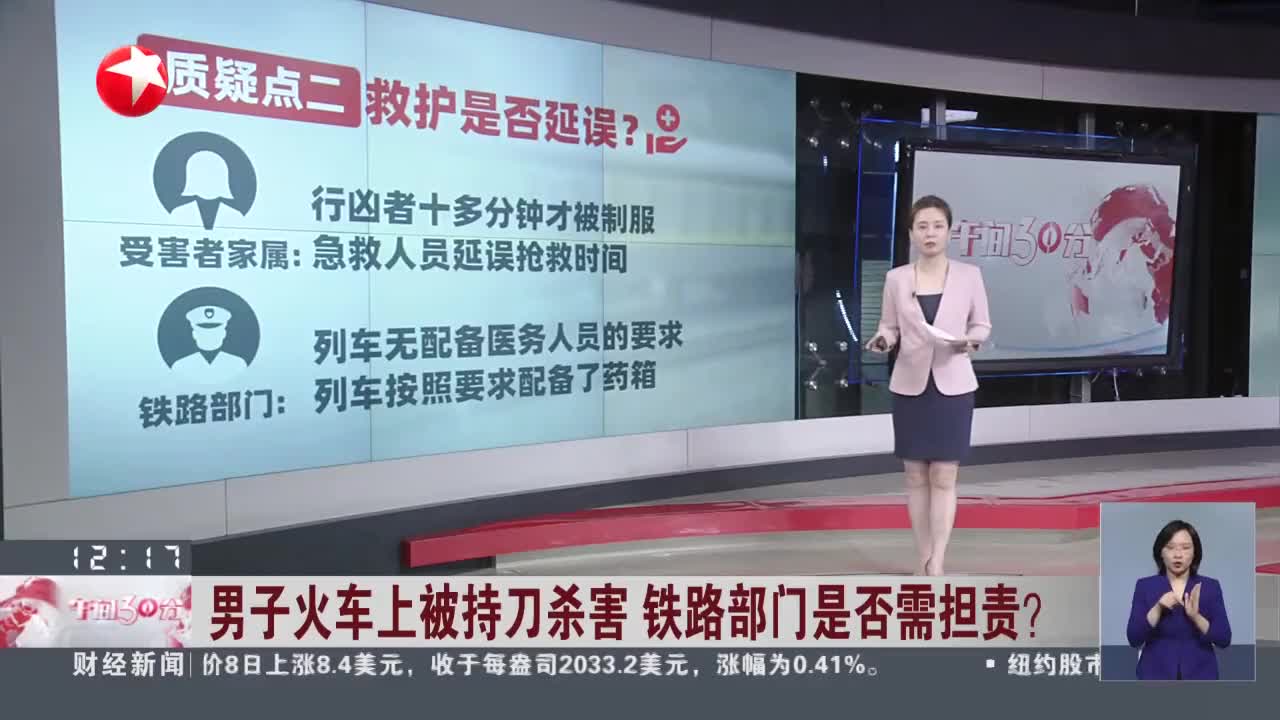 质疑点二 救护是否延误?
行凶者十多分钟才被制服
受害者家属: 急救人员延误抢救时间
列车无配备医务人员的要求
铁路部门: 列车按照要求配备了药箱
午间30分
12:17
午间30分
男子火车上被持刀杀害 铁路部门是否需担责?
财经新闻 价8日上涨8.4美元，收于每盎司2033.2美元，涨幅为0.41%。 ▪ 纽约股市